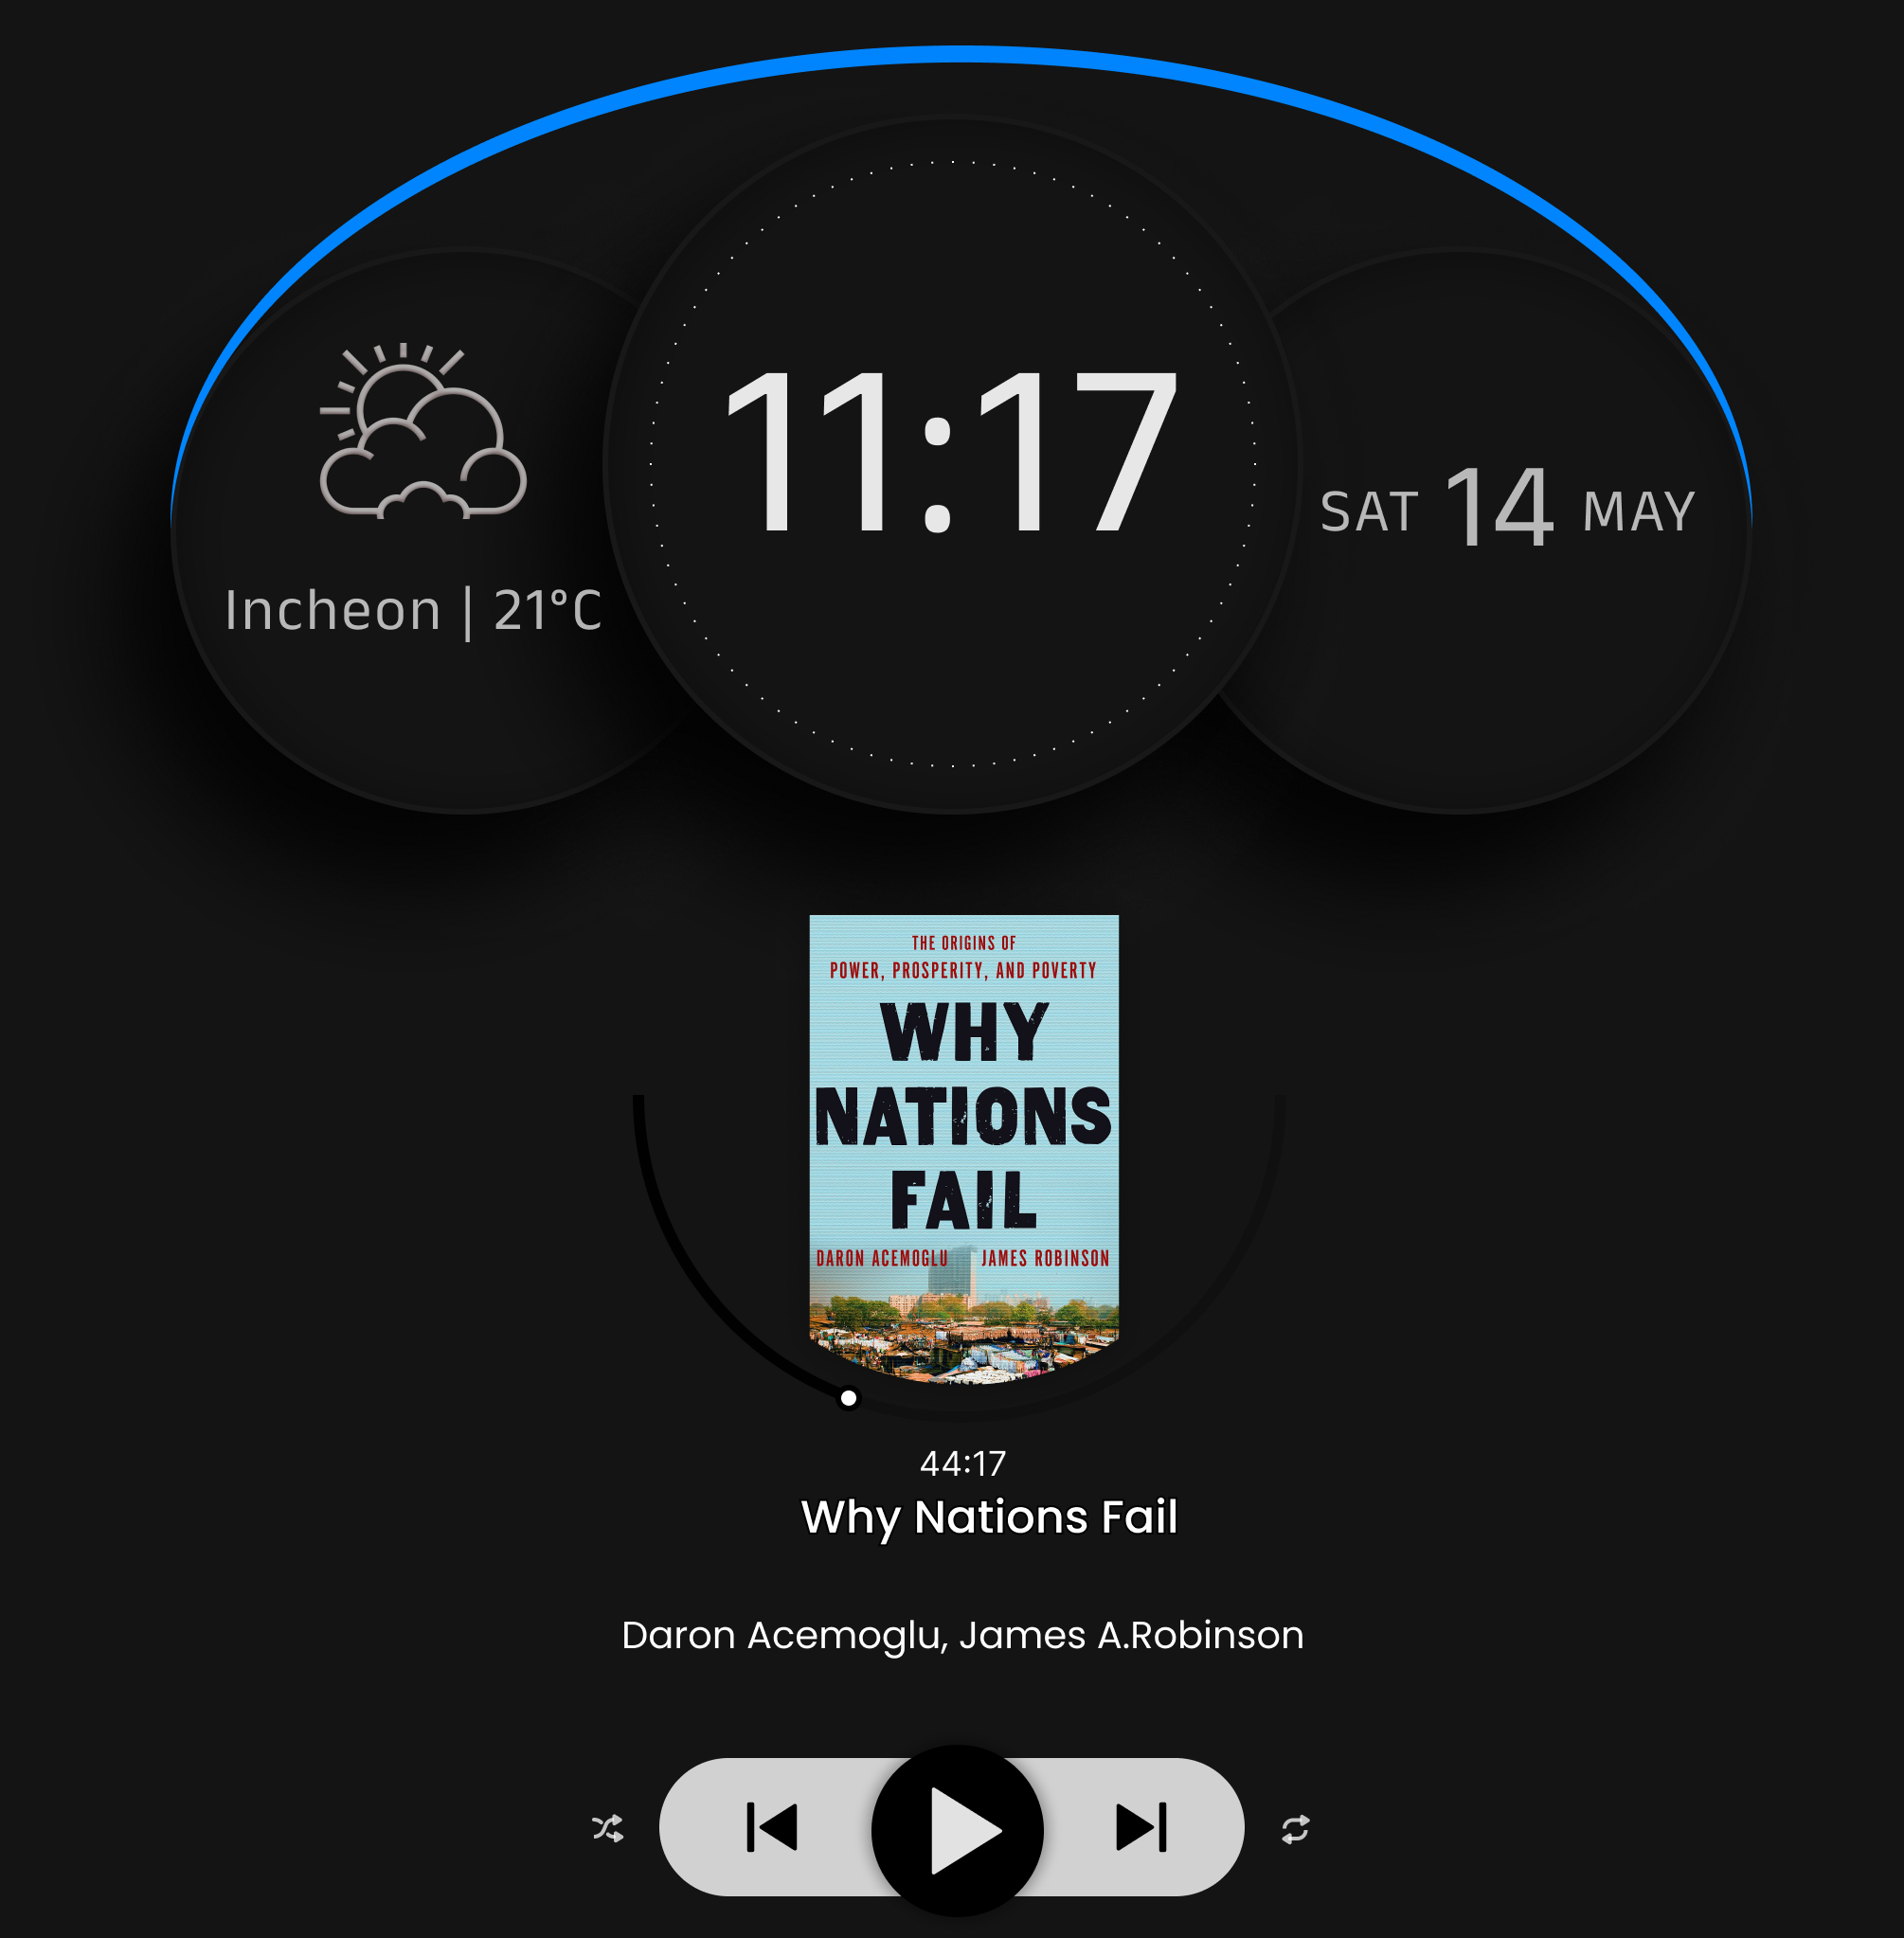 11:17
Incheon | 21°C
SAT 14 MAY
THE ORIGINS OF
POWER, PROSPERITY, AND POVERTY
WHY
NATIONS
FAIL
DARON ACEMOGLU JAMES ROBINSON
44:17
Why Nations Fail
Daron Acemoglu, James A.Robinson